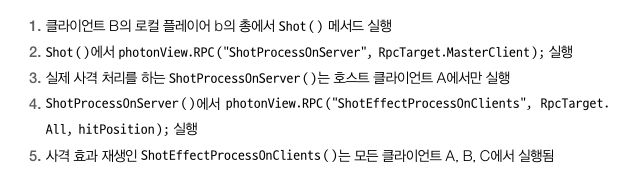 1. 클라이언트 B의 로컬 플레이어 b의 총에서 Shot() 메서드 실행
2. Shot()에서 photonView.RPC("ShotProcessOnServer", RpcTarget.MasterClient); 실행
3. 실제 사격 처리를 하는 ShotProcessOnServer()는 호스트 클라이언트 A에서만 실행
4. ShotProcessOnServer()에서 photonView.RPC("ShotEffectProcessOnClients", RpcTarget.
All, hitPosition); 실행
5. 사격 효과 재생인 ShotEffectProcessOnClients()는 모든 클라이언트 A, B, C에서 실행됨